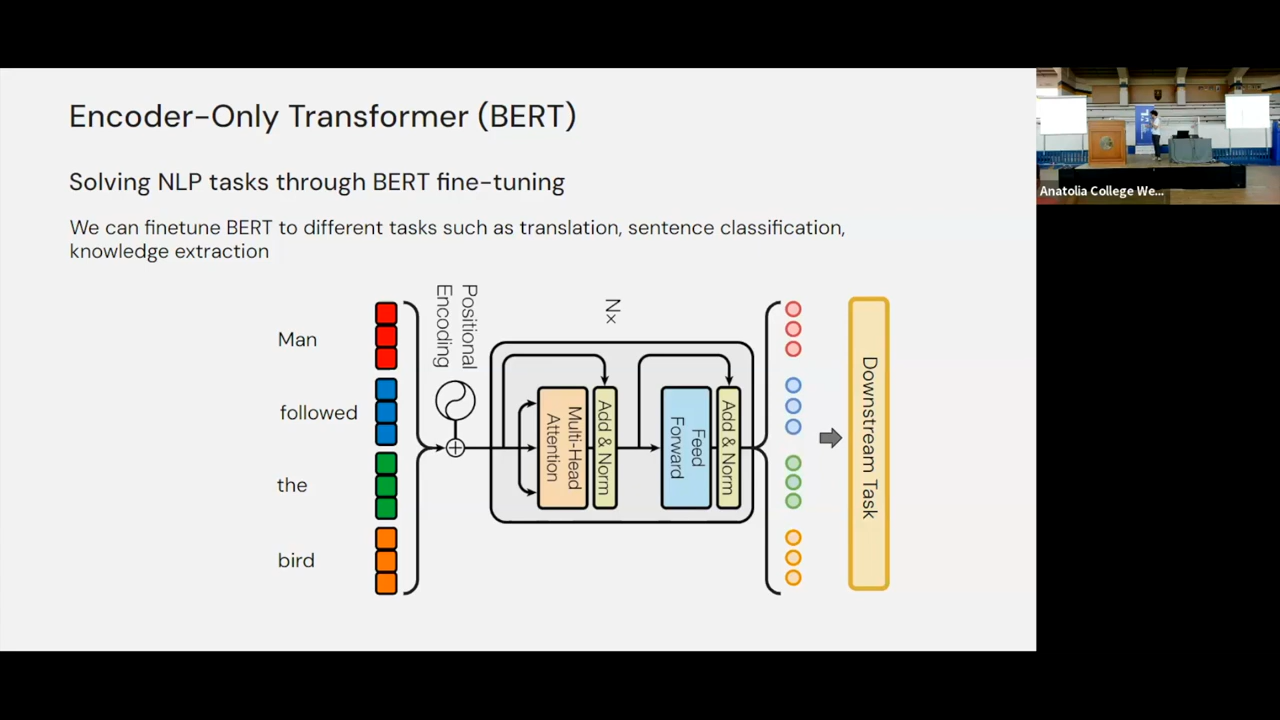 Encoder-Only Transformer (BERT)
Solving NLP tasks through BERT fine-tuning
We can finetune BERT to different tasks such as translation, sentence classification,
knowledge extraction
Man
followed
the
bird
Positional
Encoding
Nx
Multi-Head
Attention
Add & Norm
Feed
Forward
Add & Norm
Downstream Task
Anatolia College We...